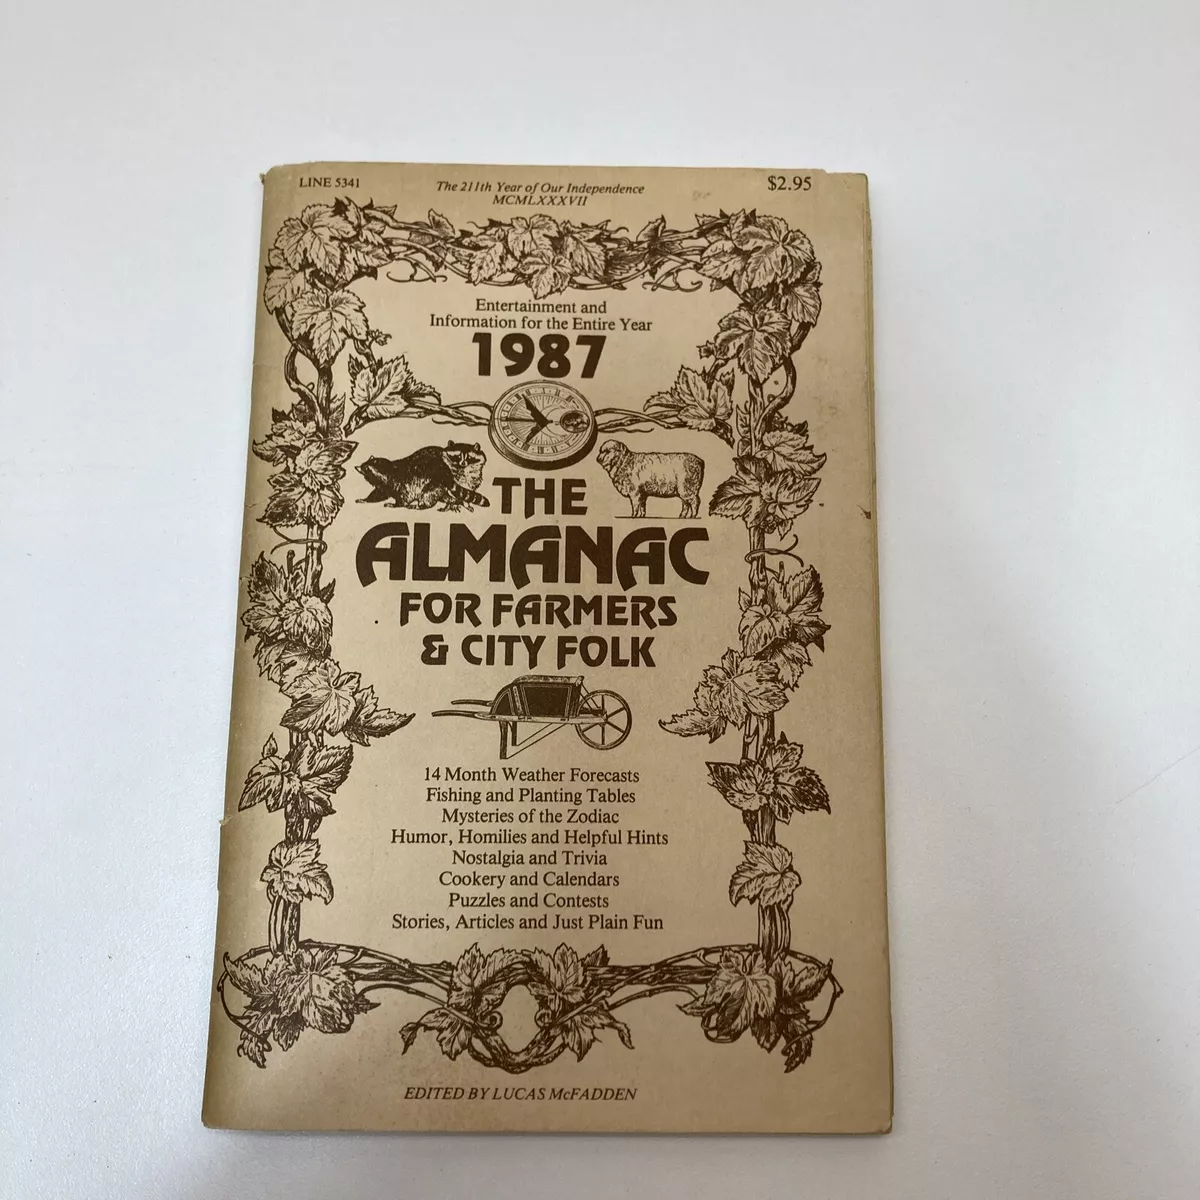 LINE 5341
The 211th Year of Our Independence
MCMLXXXVII
$2.95
Entertainment and
Information for the Entire Year
1987
THE
ALMANAC
FOR FARMERS
& CITY FOLK
14 Month Weather Forecasts
Fishing and Planting Tables
Mysteries of the Zodiac
Humor, Homilies and Helpful Hints
Nostalgia and Trivia
Cookery and Calendars
Puzzles and Contests
Stories, Articles and Just Plain Fun
EDITED BY LUCAS McFADDEN